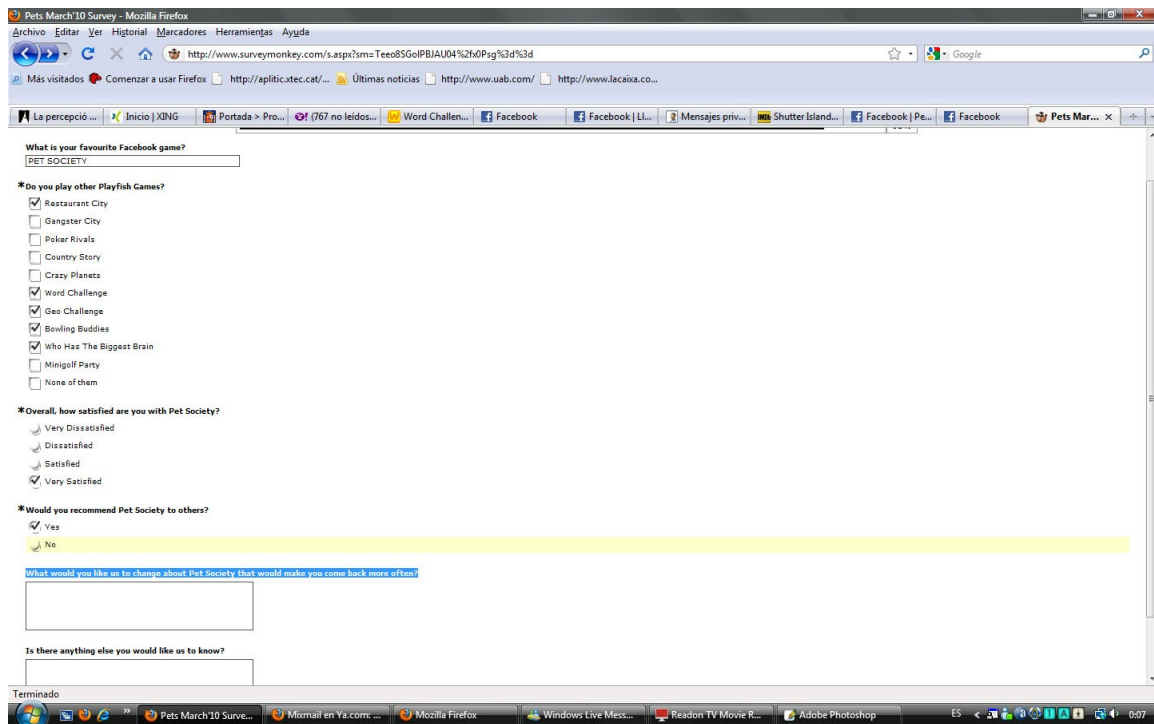 Pets March'10 Survey - Mozilla Firefox
Archivo Editar Ver Historial Marcadores Herramientas Ayuda
http://www.surveymonkey.com/s.aspx?sm=Teeo8SGoIPBJAU04%2fx0Psg%3d%3d
Google
Más visitados Comenzar a usar Firefox http://aplitic.xtec.cat/... Últimas noticias http://www.uab.com/ http://www.lacaixa.co...
La percepció ... Inicio | XING Portada > Pro... (767 no leídos... Word Challen... Facebook Facebook | Ll... Mensajes priv... Shutter Island... Facebook | Pe... Facebook Pets Mar...
What is your favourite Facebook game?
PET SOCIETY
*Do you play other Playfish Games?
Restaurant City
Gangster City
Poker Rivals
Country Story
Crazy Planets
Word Challenge
Geo Challenge
Bowling Buddies
Who Has The Biggest Brain
Minigolf Party
None of them
*Overall, how satisfied are you with Pet Society?
Very Dissatisfied
Dissatisfied
Satisfied
Very Satisfied
*Would you recommend Pet Society to others?
Yes
No
What would you like us to change about Pet Society that would make you come back more often?
Is there anything else you would like us to know?
Terminado
Pets March'10 Surve... Mixmail en Ya.com: ... Mozilla Firefox Windows Live Mess... Readon TV Movie R... Adobe Photoshop ES 0:07